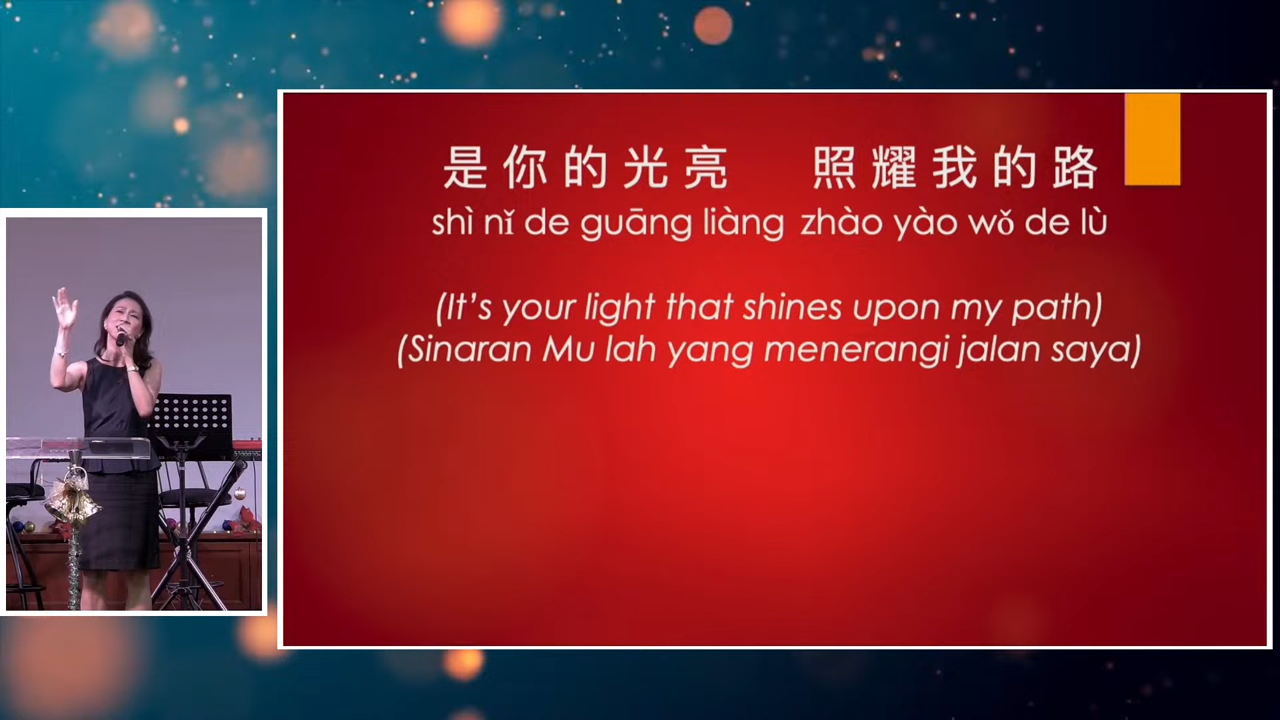 是你的光亮 照耀我的路
shì nǐ de guāng liàng zhào yào wǒ de lù
(It's your light that shines upon my path)
(Sinaran Mu lah yang menerangi jalan saya)